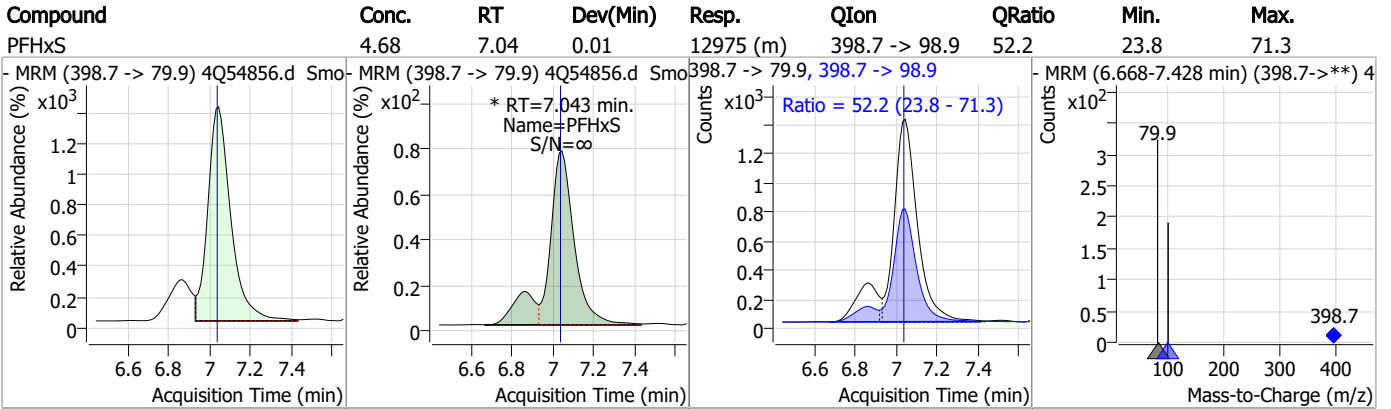 Compound Conc. RT Dev(Min) Resp. QIon QRatio Min. Max.
PFHxS 4.68 7.04 0.01 12975 (m) 398.7 -> 98.9 52.2 23.8 71.3
- MRM (398.7 -> 79.9) 4Q54856.d Smo
x10³
Relative Abundance (%)
1.2
1
0.8
0.6
0.4
0.2
0
6.6 6.8 7 7.2 7.4
Acquisition Time (min)
- MRM (398.7 -> 79.9) 4Q54856.d Smo
x10²
* RT=7.043 min.
Name=PFHxS
S/N=∞
Relative Abundance (%)
0.8
0.6
0.4
0.2
0
6.6 6.8 7 7.2 7.4
Acquisition Time (min)
398.7 -> 79.9, 398.7 -> 98.9
x10³
Ratio = 52.2 (23.8 - 71.3)
Counts
1.2
1
0.8
0.6
0.4
0.2
0
6.6 6.8 7 7.2 7.4
Acquisition Time (min)
- MRM (6.668-7.428 min) (398.7->**) 4
x10²
Counts
79.9
3
2.5
2
1.5
1
0.5
0
398.7
100 200 300 400
Mass-to-Charge (m/z)